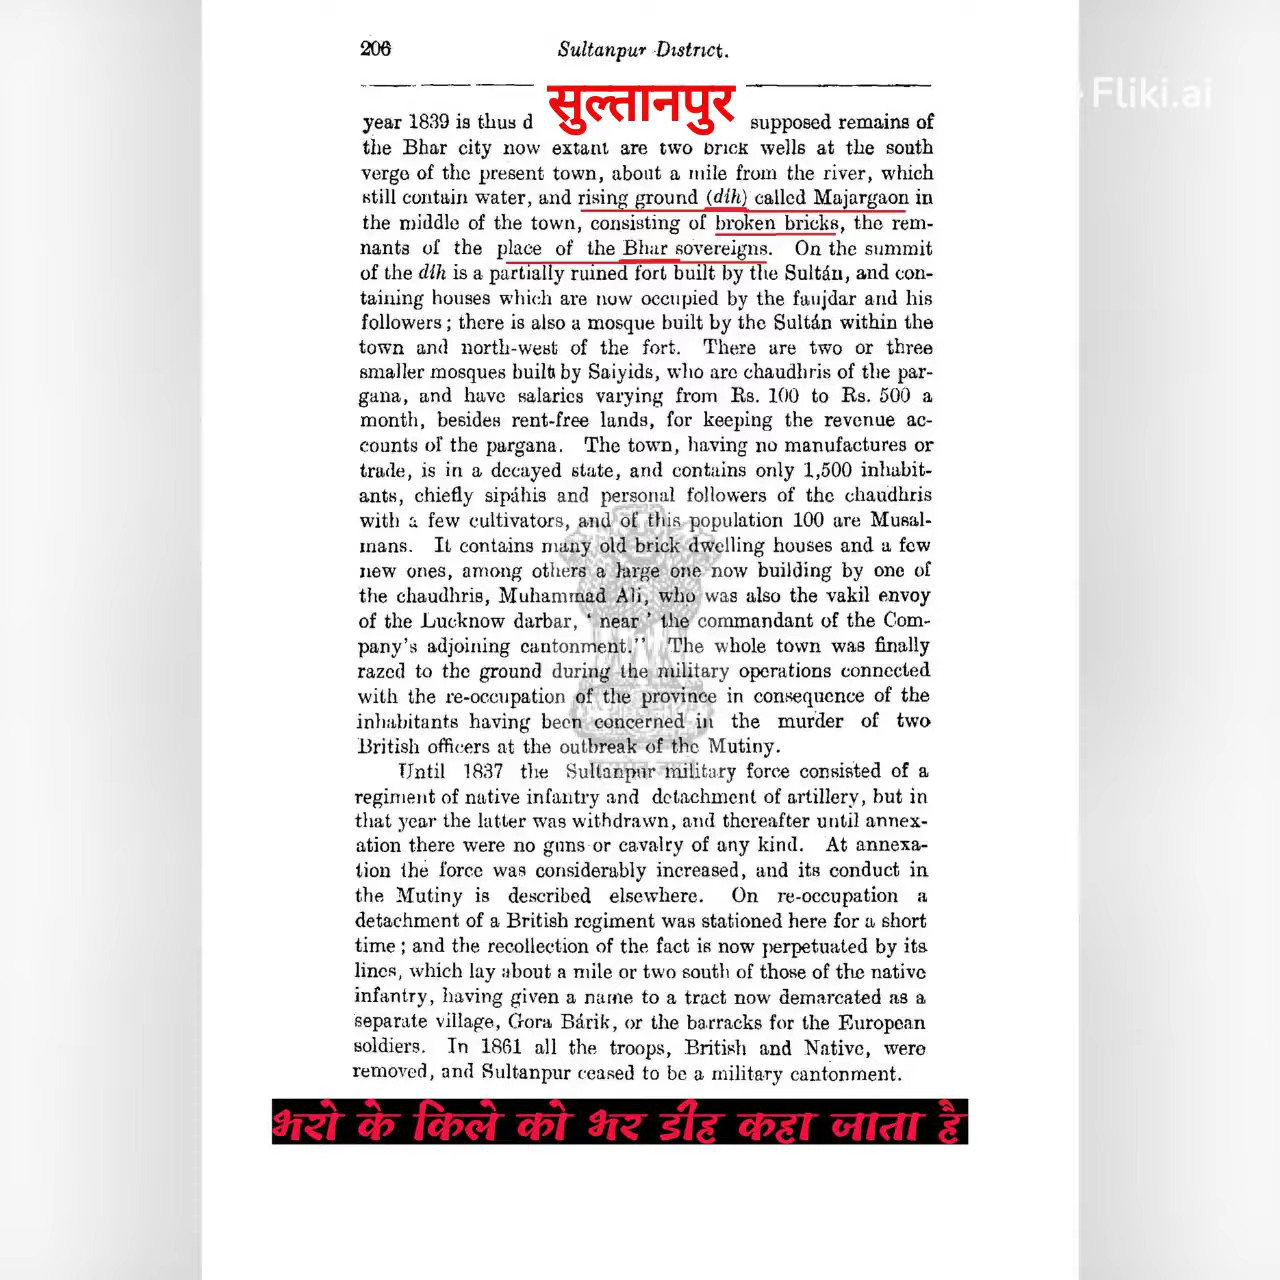 206
Sultanpur District.
सुल्तानपुर
Fliki.ai
year 1839 is thus d supposed remains of
the Bhar city now extant are two brick wells at the south
verge of the present town, about a mile from the river, which
still contain water, and rising ground (dih) called Majargaon in
the middle of the town, consisting of broken bricks, the rem-
nants of the place of the Bhar sovereigns. On the summit
of the díh is a partially ruined fort built by the Sultán, and con-
taining houses which are now occupied by the faujdar and his
followers; there is also a mosque built by the Sultán within the
town and north-west of the fort. There are two or three
smaller mosques built by Saiyids, who are chaudhris of the par-
gana, and have salaries varying from Rs. 100 to Rs. 500 a
month, besides rent-free lands, for keeping the revenue ac-
counts of the pargana. The town, having no manufactures or
trade, is in a decayed state, and contains only 1,500 inhabit-
ants, chiefly sipáhis and personal followers of the chaudhris
with a few cultivators, and of this population 100 are Musal-
mans. It contains many old brick dwelling houses and a few
new ones, among others a large one now building by one of
the chaudhris, Muhammad Ali, who was also the vakil envoy
of the Lucknow darbar, ‘ near ’ the commandant of the Com-
pany's adjoining cantonment.” The whole town was finally
razed to the ground during the military operations connected
with the re-occupation of the province in consequence of the
inhabitants having been concerned in the murder of two
British officers at the outbreak of the Mutiny.
Until 1837 the Sultanpur military force consisted of a
regiment of native infantry and detachment of artillery, but in
that year the latter was withdrawn, and thereafter until annex-
ation there were no guns or cavalry of any kind. At annexa-
tion the force was considerably increased, and its conduct in
the Mutiny is described elsewhere. On re-occupation a
detachment of a British regiment was stationed here for a short
time; and the recollection of the fact is now perpetuated by its
lines, which lay about a mile or two south of those of the native
infantry, having given a name to a tract now demarcated as a
separate village, Gora Bárik, or the barracks for the European
soldiers. In 1861 all the troops, British and Native, were
removed, and Sultanpur ceased to be a military cantonment.
भरो के किले को भर डीह कहा जाता है